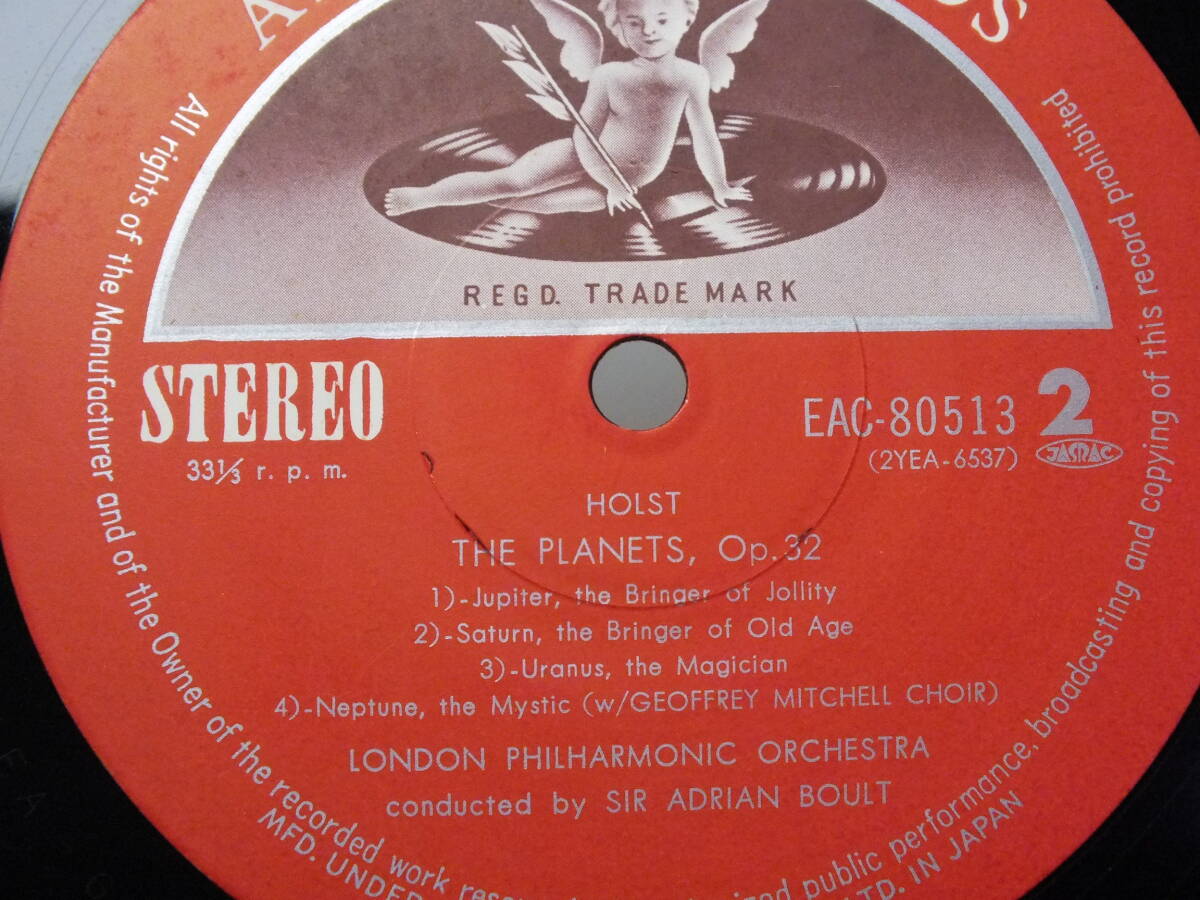 REGD. TRADE MARK
STEREO
33⅓ r. p. m.
EAC-80513 2
(2YEA-6537) JASRAC
HOLST
THE PLANETS, Op. 32
1)-Jupiter, the Bringer of Jollity
2)-Saturn, the Bringer of Old Age
3)-Uranus, the Magician
4)-Neptune, the Mystic (w/GEOFFREY MITCHELL CHOIR)
LONDON PHILHARMONIC ORCHESTRA
conducted by SIR ADRIAN BOULT
All rights of the Manufacturer and of the Owner of the recorded work
public performance, broadcasting and copying of this record prohibited
MFD. UNDER
LTD. IN JAPAN